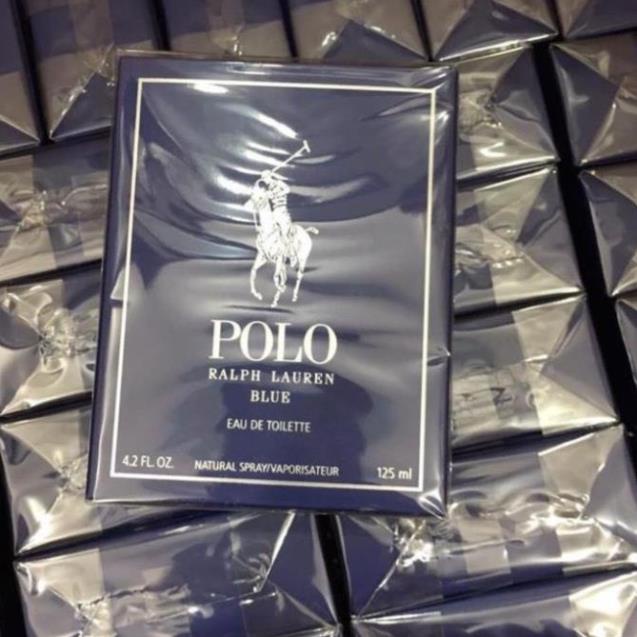 POLO
RALPH LAUREN
BLUE
EAU DE TOILETTE
4.2 FL. OZ. NATURAL SPRAY/VAPORISATEUR 125 ml